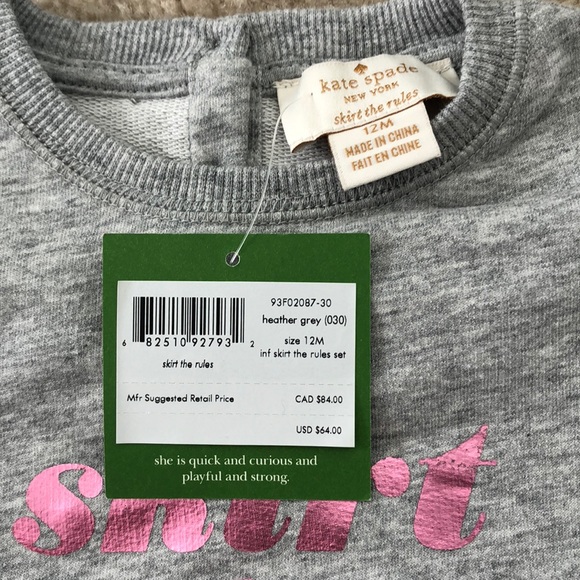 kate spade
NEW YORK
skirt the rules
12M
MADE IN CHINA
FAIT EN CHINE
93F02087-30
heather grey (030)
6 82510 92793 2
size 12M
skirt the rules
inf skirt the rules set
Mfr Suggested Retail Price
CAD $84.00
USD $64.00
she is quick and curious and
playful and strong.
skirt